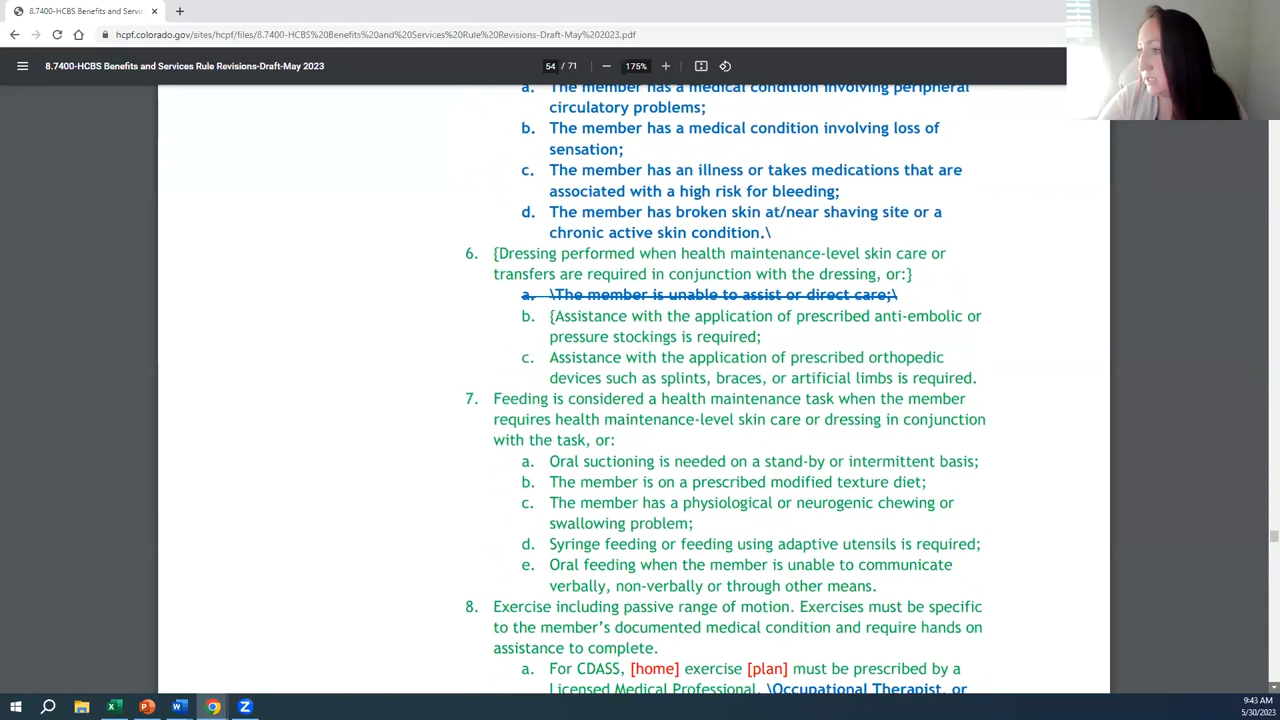 8.7400-HCBS Benefits and Servic
hcpf.colorado.gov/sites/hcpf/files/8.7400-HCBS%20Benefits%20and%20Services%20Rule%20Revisions-Draft-May%202023.pdf
8.7400-HCBS Benefits and Services Rule Revisions-Draft-May 2023
54 / 71
175%
a. The member has a medical condition involving peripheral
circulatory problems;
b. The member has a medical condition involving loss of
sensation;
c. The member has an illness or takes medications that are
associated with a high risk for bleeding;
d. The member has broken skin at/near shaving site or a
chronic active skin condition.\
6. {Dressing performed when health maintenance-level skin care or
transfers are required in conjunction with the dressing, or:}
a. \The member is unable to assist or direct care;\
b. {Assistance with the application of prescribed anti-embolic or
pressure stockings is required;
c. Assistance with the application of prescribed orthopedic
devices such as splints, braces, or artificial limbs is required.
7. Feeding is considered a health maintenance task when the member
requires health maintenance-level skin care or dressing in conjunction
with the task, or:
a. Oral suctioning is needed on a stand-by or intermittent basis;
b. The member is on a prescribed modified texture diet;
c. The member has a physiological or neurogenic chewing or
swallowing problem;
d. Syringe feeding or feeding using adaptive utensils is required;
e. Oral feeding when the member is unable to communicate
verbally, non-verbally or through other means.
8. Exercise including passive range of motion. Exercises must be specific
to the member's documented medical condition and require hands on
assistance to complete.
a. For CDASS, [home] exercise [plan] must be prescribed by a
Licensed Medical Professional, \Occupational Therapist, or
9:43 AM
5/30/2023